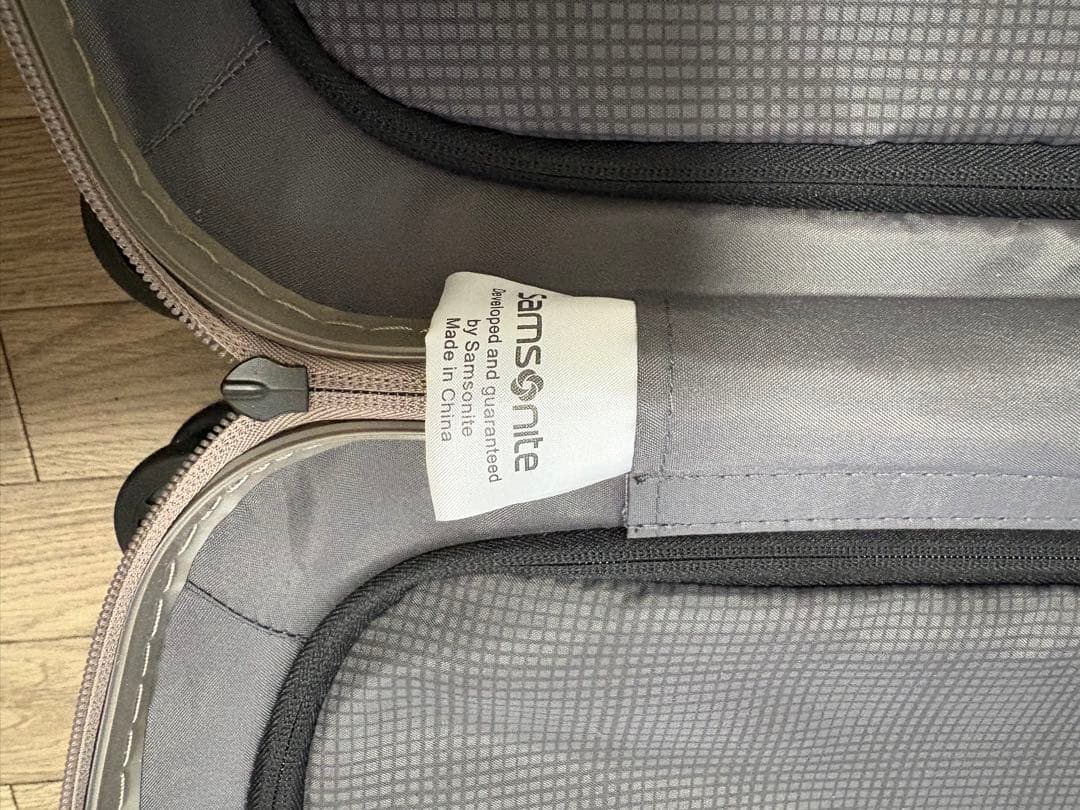 Samsonite
Developed and guaranteed
by Samsonite
Made in China